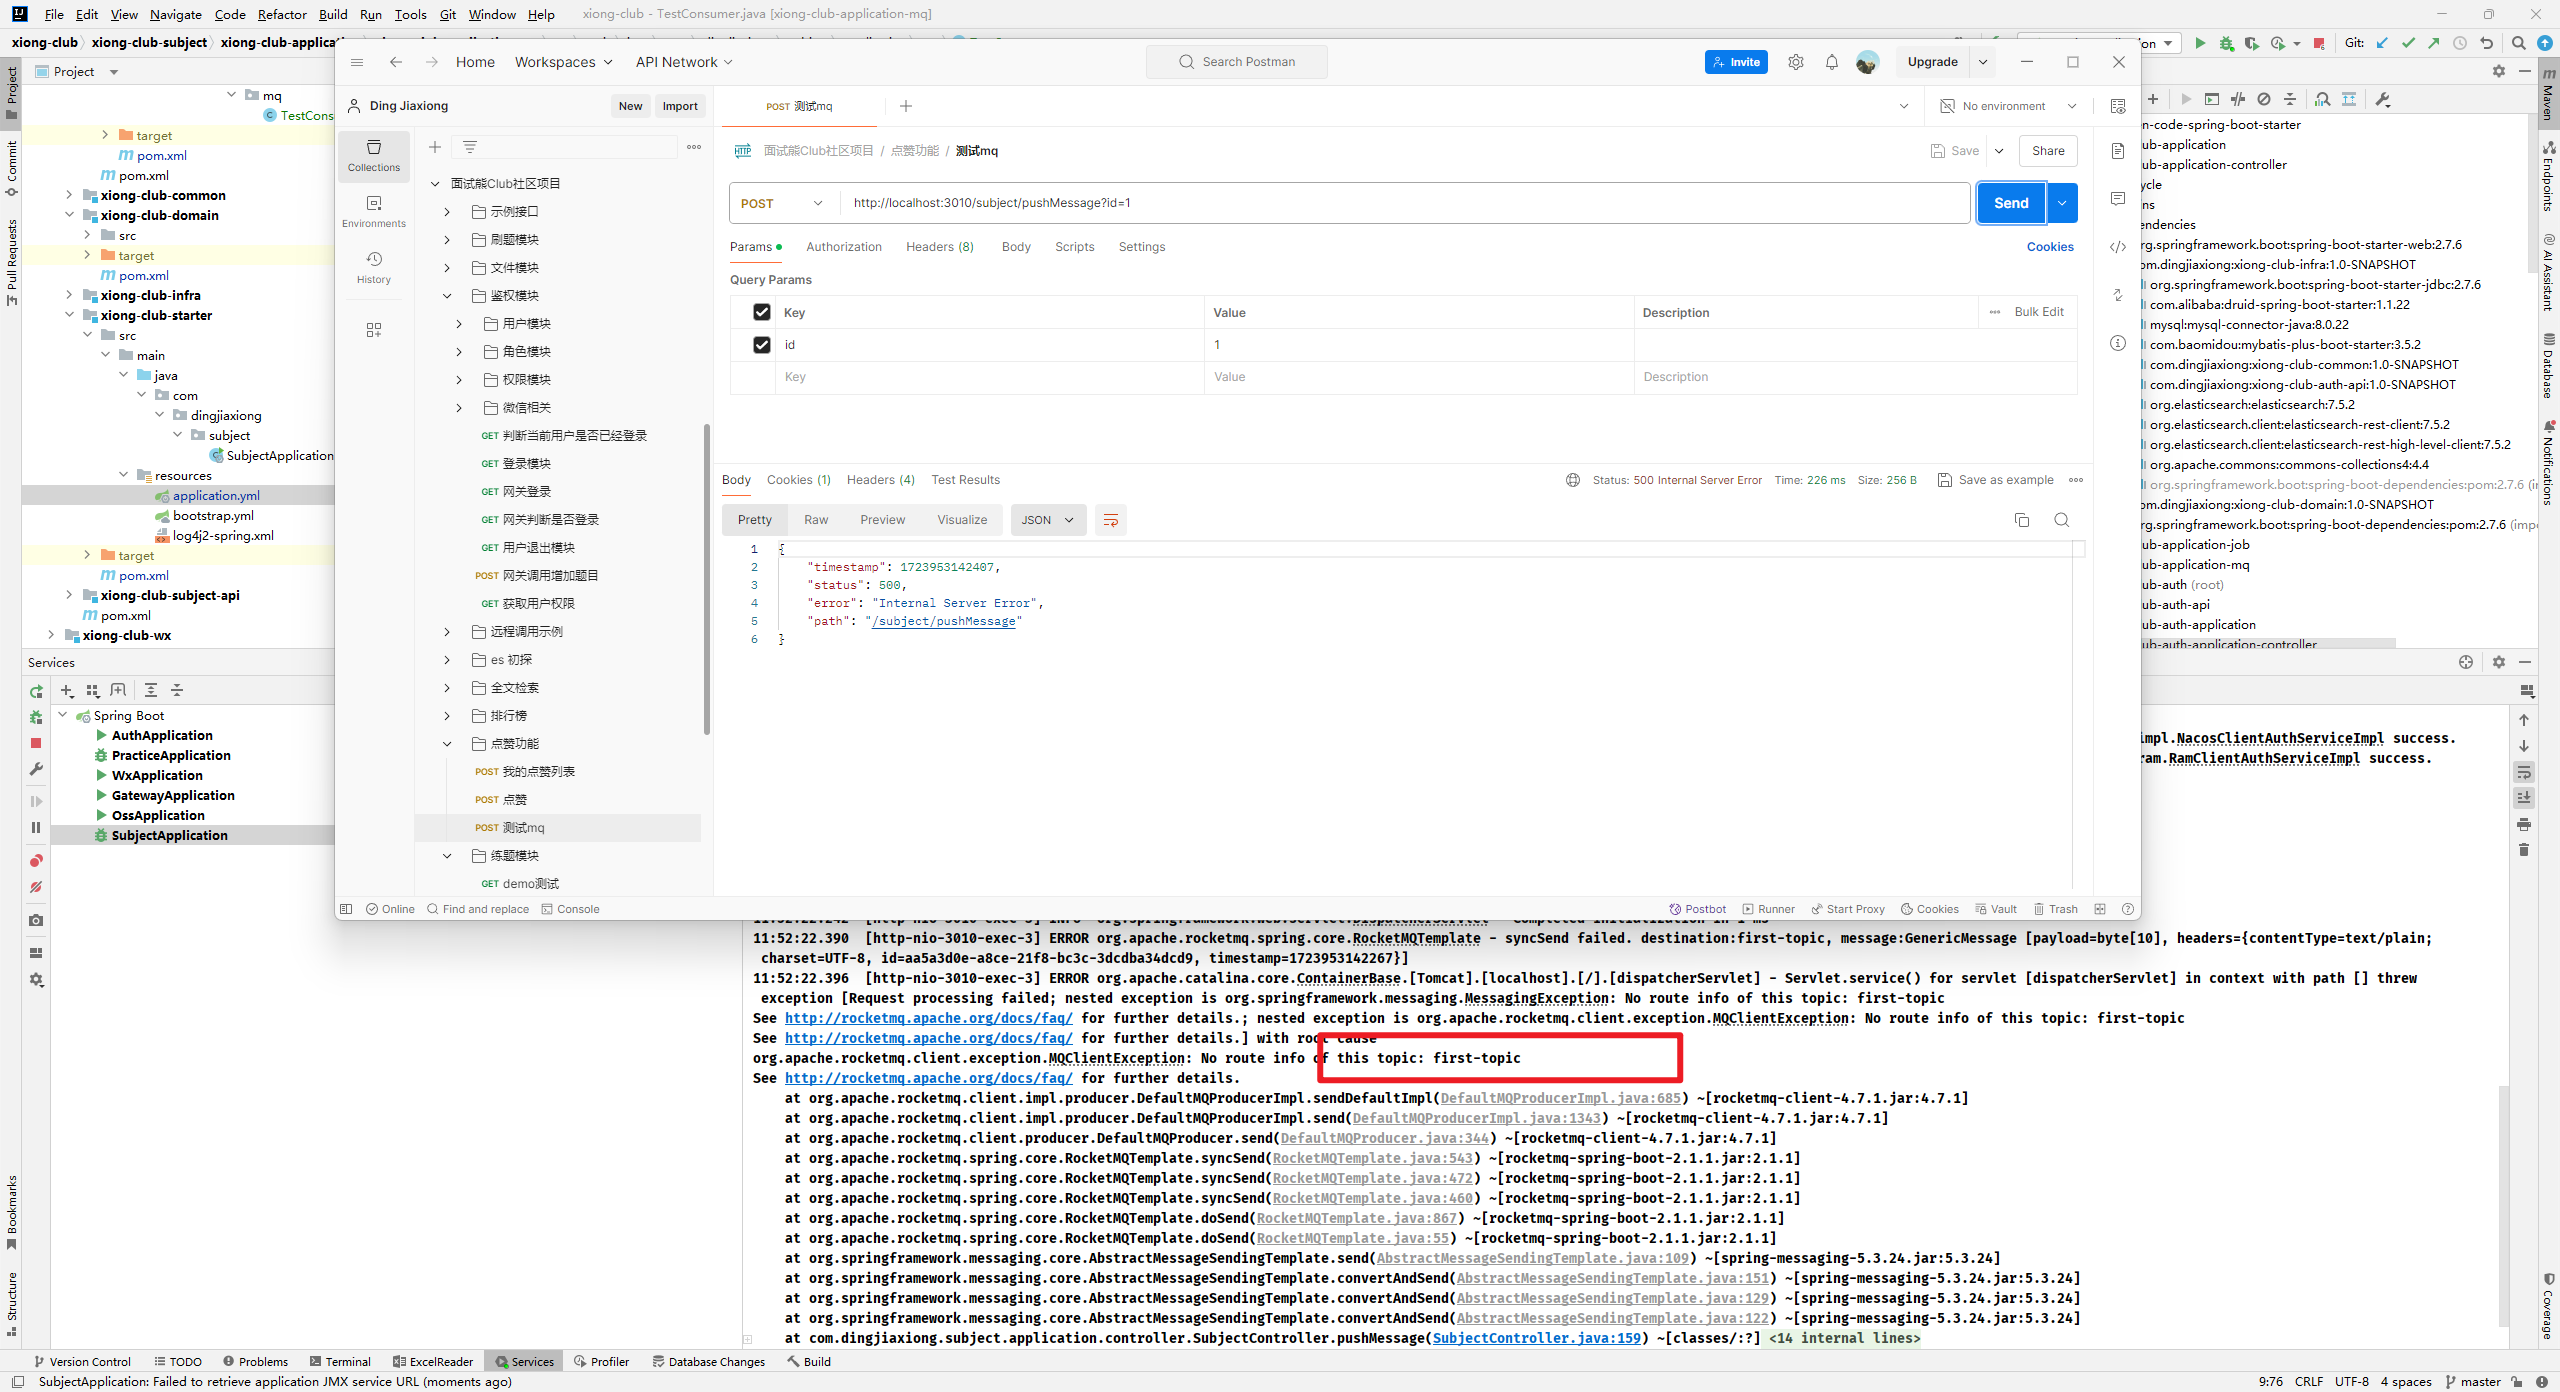 File Edit View Navigate Code Refactor Build Run Tools Git Window Help xiong-club - TestConsumer.java [xiong-club-application-mq]
xiong-club xiong-club-subject xiong-club-applicati
Git:
Project
mq
TestCons
target
pom.xml
pom.xml
xiong-club-common
xiong-club-domain
src
target
pom.xml
xiong-club-infra
xiong-club-starter
src
main
java
com
dingjiaxiong
subject
SubjectApplication
resources
application.yml
bootstrap.yml
log4j2-spring.xml
target
pom.xml
xiong-club-subject-api
pom.xml
xiong-club-wx
Project
Commit
Pull Requests
Bookmarks
Structure
Services
Spring Boot
AuthApplication
PracticeApplication
WxApplication
GatewayApplication
OssApplication
SubjectApplication
Home Workspaces API Network
Search Postman
Invite
Upgrade
Ding Jiaxiong
New Import
POST 测试mq
No environment
Collections
Environments
History
面试熊Club社区项目
示例接口
刷题模块
文件模块
鉴权模块
用户模块
角色模块
权限模块
微信相关
GET 判断当前用户是否已经登录
GET 登录模块
GET 网关登录
GET 网关判断是否登录
GET 用户退出模块
POST 网关调用增加题目
GET 获取用户权限
远程调用示例
es 初探
全文检索
排行榜
点赞功能
POST 我的点赞列表
POST 点赞
POST 测试mq
练题模块
GET demo测试
HTTP 面试熊Club社区项目 / 点赞功能 / 测试mq
Save Share
POST http://localhost:3010/subject/pushMessage?id=1 Send
Params Authorization Headers (8) Body Scripts Settings Cookies
Query Params
Key Value Description Bulk Edit
id 1
Key Value Description
Body Cookies (1) Headers (4) Test Results Status: 500 Internal Server Error Time: 226 ms Size: 256 B Save as example
Pretty Raw Preview Visualize JSON
1 {
2 "timestamp": 1723953142407,
3 "status": 500,
4 "error": "Internal Server Error",
5 "path": "/subject/pushMessage"
6 }
Online Find and replace Console Postbot Runner Start Proxy Cookies Vault Trash
n-code-spring-boot-starter
ub-application
ub-application-controller
ycle
ns
endencies
rg.springframework.boot:spring-boot-starter-web:2.7.6
om.dingjiaxiong:xiong-club-infra:1.0-SNAPSHOT
org.springframework.boot:spring-boot-starter-jdbc:2.7.6
com.alibaba:druid-spring-boot-starter:1.1.22
mysql:mysql-connector-java:8.0.22
com.baomidou:mybatis-plus-boot-starter:3.5.2
com.dingjiaxiong:xiong-club-common:1.0-SNAPSHOT
com.dingjiaxiong:xiong-club-auth-api:1.0-SNAPSHOT
org.elasticsearch:elasticsearch:7.5.2
org.elasticsearch.client:elasticsearch-rest-client:7.5.2
org.elasticsearch.client:elasticsearch-rest-high-level-client:7.5.2
org.apache.commons:commons-collections4:4.4
org.springframework.boot:spring-boot-dependencies:pom:2.7.6 (i
om.dingjiaxiong:xiong-club-domain:1.0-SNAPSHOT
rg.springframework.boot:spring-boot-dependencies:pom:2.7.6 (imp
ub-application-job
ub-application-mq
ub-auth (root)
ub-auth-api
ub-auth-application
ub-auth-application-controller
Maven
Endpoints
AI Assistant
Database
Notifications
Coverage
impl.NacosClientAuthServiceImpl success.
ram.RamClientAuthServiceImpl success.
11:52:22.242 [http-nio-3010-exec-3] INFO org.springframework.web.servlet.DispatcherServlet - Completed initialization in 1 ms
11:52:22.390 [http-nio-3010-exec-3] ERROR org.apache.rocketmq.spring.core.RocketMQTemplate - syncSend failed. destination:first-topic, message:GenericMessage [payload=byte[10], headers={contentType=text/plain;
charset=UTF-8, id=aa5a3d0e-a8ce-21f8-bc3c-3dcdba34dcd9, timestamp=1723953142267}]
11:52:22.396 [http-nio-3010-exec-3] ERROR org.apache.catalina.core.ContainerBase.[Tomcat].[localhost].[/].[dispatcherServlet] - Servlet.service() for servlet [dispatcherServlet] in context with path [] threw
exception [Request processing failed; nested exception is org.springframework.messaging.MessagingException: No route info of this topic: first-topic
See http://rocketmq.apache.org/docs/faq/ for further details.; nested exception is org.apache.rocketmq.client.exception.MQClientException: No route info of this topic: first-topic
See http://rocketmq.apache.org/docs/faq/ for further details.] with root cause
org.apache.rocketmq.client.exception.MQClientException: No route info of this topic: first-topic
See http://rocketmq.apache.org/docs/faq/ for further details.
at org.apache.rocketmq.client.impl.producer.DefaultMQProducerImpl.sendDefaultImpl(DefaultMQProducerImpl.java:685) ~[rocketmq-client-4.7.1.jar:4.7.1]
at org.apache.rocketmq.client.impl.producer.DefaultMQProducerImpl.send(DefaultMQProducerImpl.java:1343) ~[rocketmq-client-4.7.1.jar:4.7.1]
at org.apache.rocketmq.client.producer.DefaultMQProducer.send(DefaultMQProducer.java:344) ~[rocketmq-client-4.7.1.jar:4.7.1]
at org.apache.rocketmq.spring.core.RocketMQTemplate.syncSend(RocketMQTemplate.java:543) ~[rocketmq-spring-boot-2.1.1.jar:2.1.1]
at org.apache.rocketmq.spring.core.RocketMQTemplate.syncSend(RocketMQTemplate.java:472) ~[rocketmq-spring-boot-2.1.1.jar:2.1.1]
at org.apache.rocketmq.spring.core.RocketMQTemplate.syncSend(RocketMQTemplate.java:460) ~[rocketmq-spring-boot-2.1.1.jar:2.1.1]
at org.apache.rocketmq.spring.core.RocketMQTemplate.doSend(RocketMQTemplate.java:867) ~[rocketmq-spring-boot-2.1.1.jar:2.1.1]
at org.apache.rocketmq.spring.core.RocketMQTemplate.doSend(RocketMQTemplate.java:55) ~[rocketmq-spring-boot-2.1.1.jar:2.1.1]
at org.springframework.messaging.core.AbstractMessageSendingTemplate.send(AbstractMessageSendingTemplate.java:109) ~[spring-messaging-5.3.24.jar:5.3.24]
at org.springframework.messaging.core.AbstractMessageSendingTemplate.convertAndSend(AbstractMessageSendingTemplate.java:151) ~[spring-messaging-5.3.24.jar:5.3.24]
at org.springframework.messaging.core.AbstractMessageSendingTemplate.convertAndSend(AbstractMessageSendingTemplate.java:129) ~[spring-messaging-5.3.24.jar:5.3.24]
at org.springframework.messaging.core.AbstractMessageSendingTemplate.convertAndSend(AbstractMessageSendingTemplate.java:122) ~[spring-messaging-5.3.24.jar:5.3.24]
at com.dingjiaxiong.subject.application.controller.SubjectController.pushMessage(SubjectController.java:159) ~[classes/:?] <14 internal lines>
Version Control TODO Problems Terminal ExcelReader Services Profiler Database Changes Build
SubjectApplication: Failed to retrieve application JMX service URL (moments ago) 9:76 CRLF UTF-8 4 spaces master